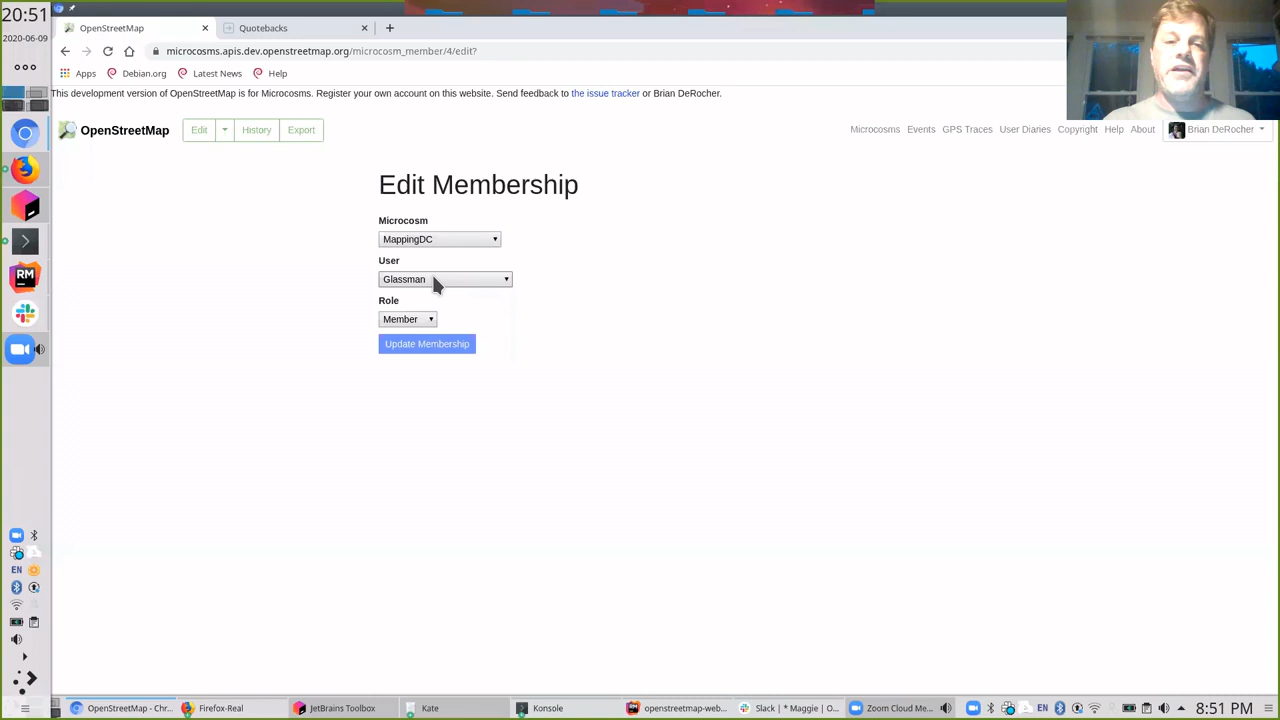 20:51
2020-06-09
OpenStreetMap
Quotebacks
microcosms.apis.dev.openstreetmap.org/microcosm_member/4/edit?
Apps
Debian.org
Latest News
Help
This development version of OpenStreetMap is for Microcosms. Register your own account on this website. Send feedback to the issue tracker or Brian DeRocher.
OpenStreetMap
Edit
History
Export
Microcosms
Events
GPS Traces
User Diaries
Copyright
Help
About
Brian DeRocher
Edit Membership
Microcosm
MappingDC
User
Glassman
Role
Member
Update Membership
RM
EN
OpenStreetMap - Chr...
Firefox-Real
JetBrains Toolbox
Kate
Konsole
openstreetmap-web...
Slack | * Maggie | O...
Zoom Cloud Me...
EN
8:51 PM